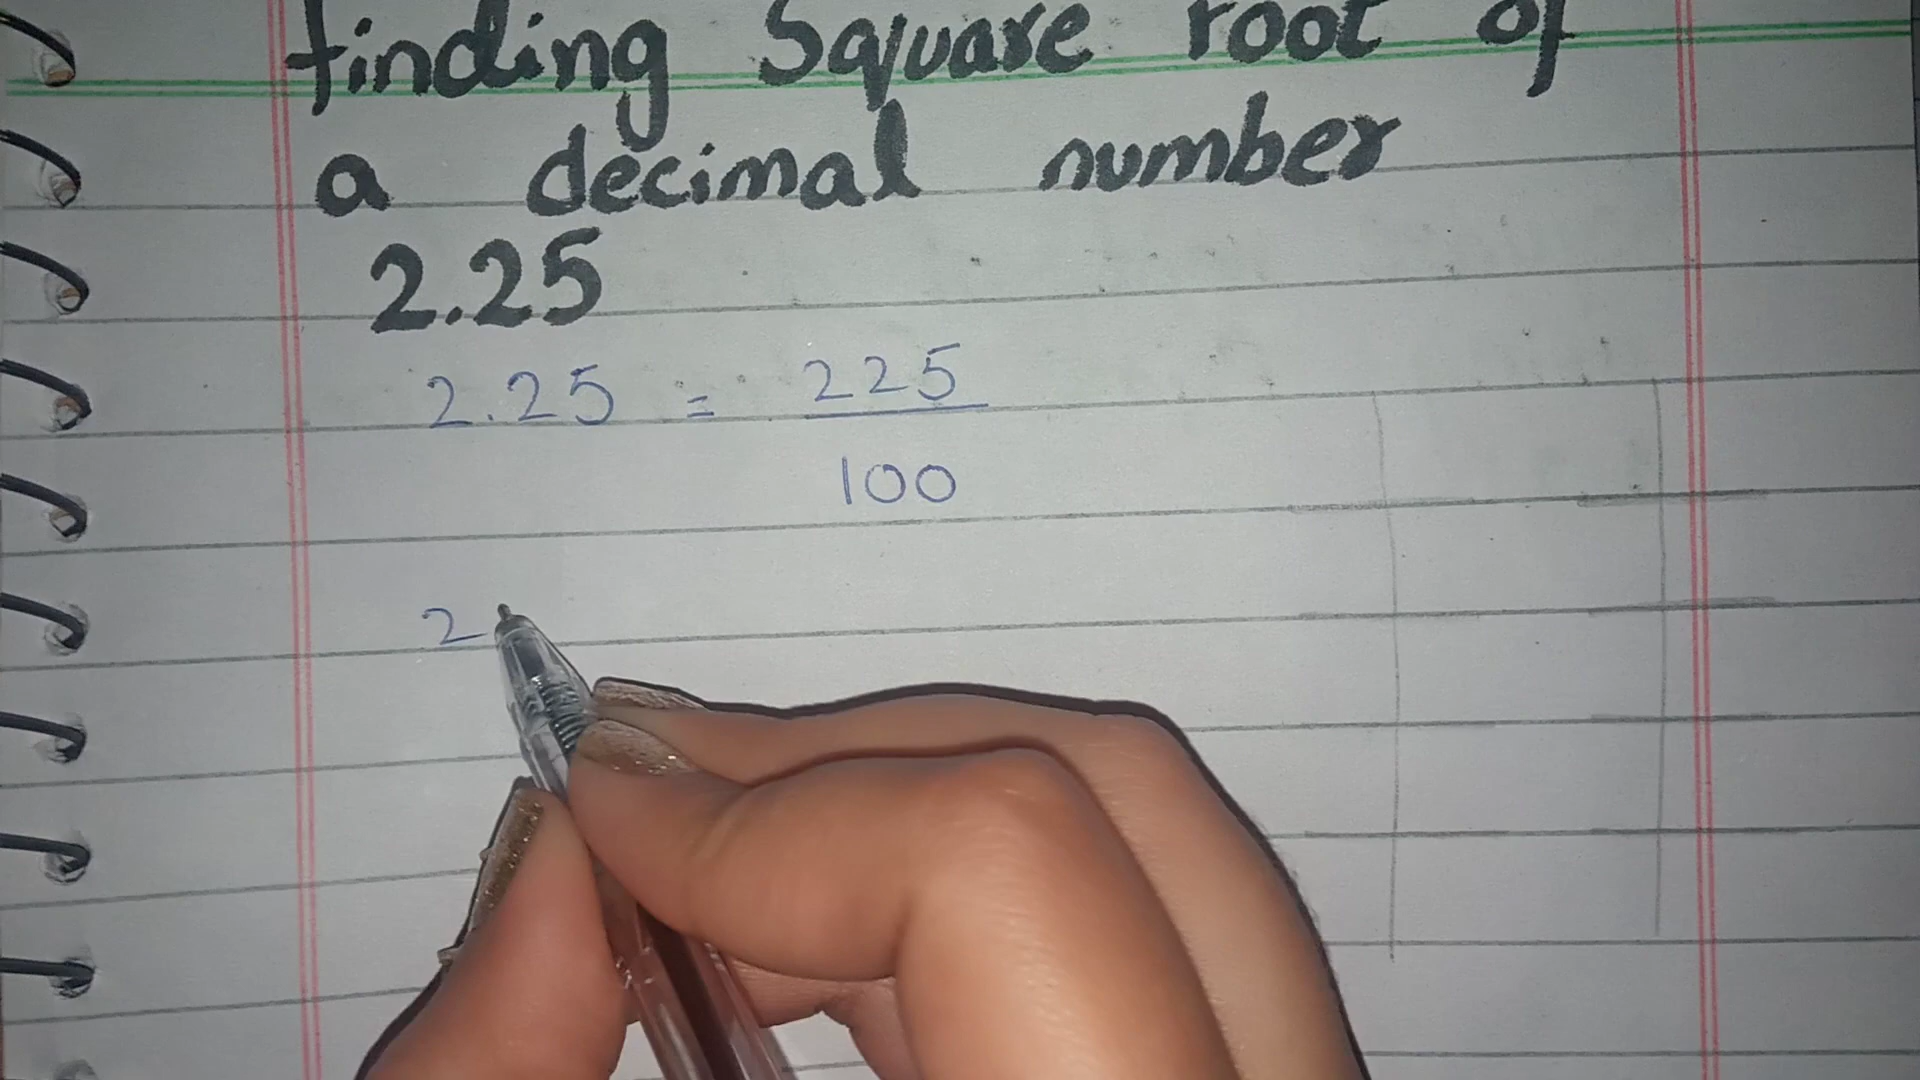 finding Square root of
a decimal number
2.25
2.25 = 225
100
2